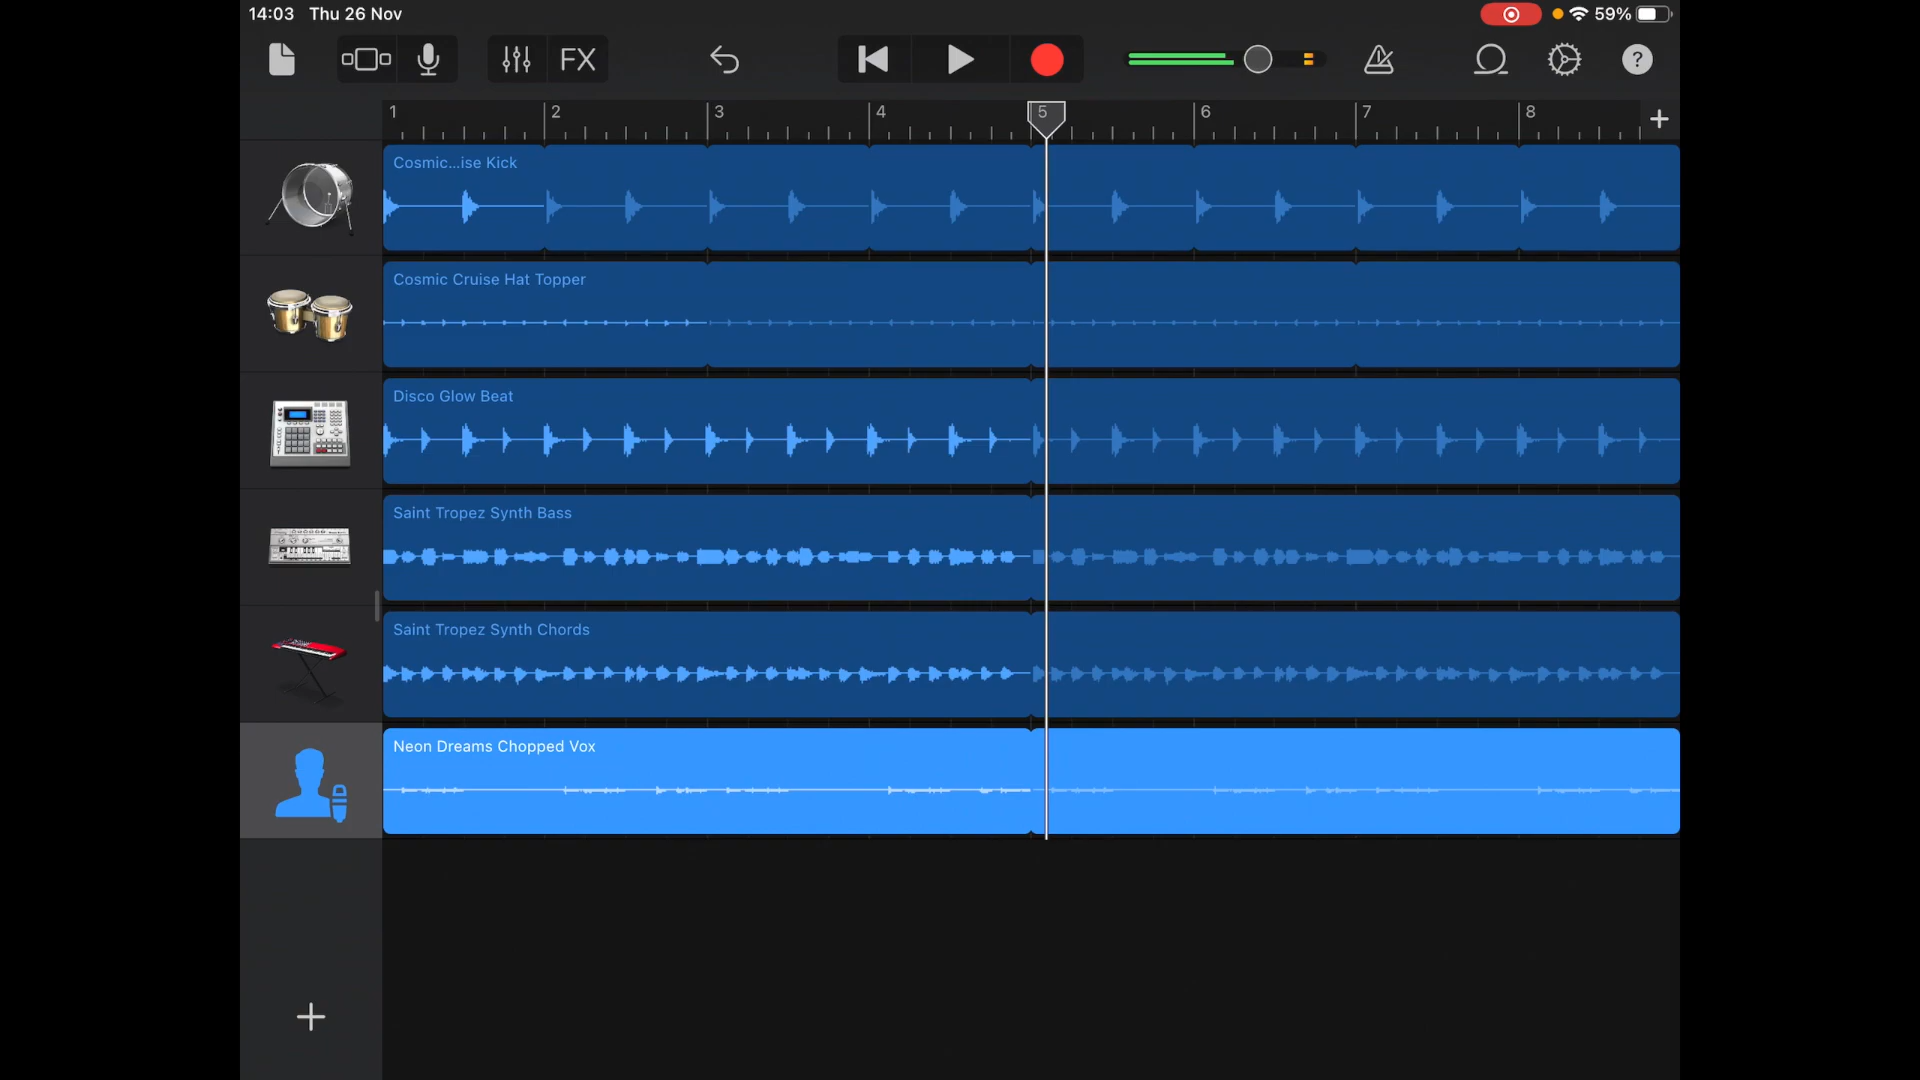 14:03 Thu 26 Nov
59%
FX
?
1 2 3 4 5 6 7 8 +
Cosmic...ise Kick
Cosmic Cruise Hat Topper
Disco Glow Beat
Saint Tropez Synth Bass
Saint Tropez Synth Chords
Neon Dreams Chopped Vox
+